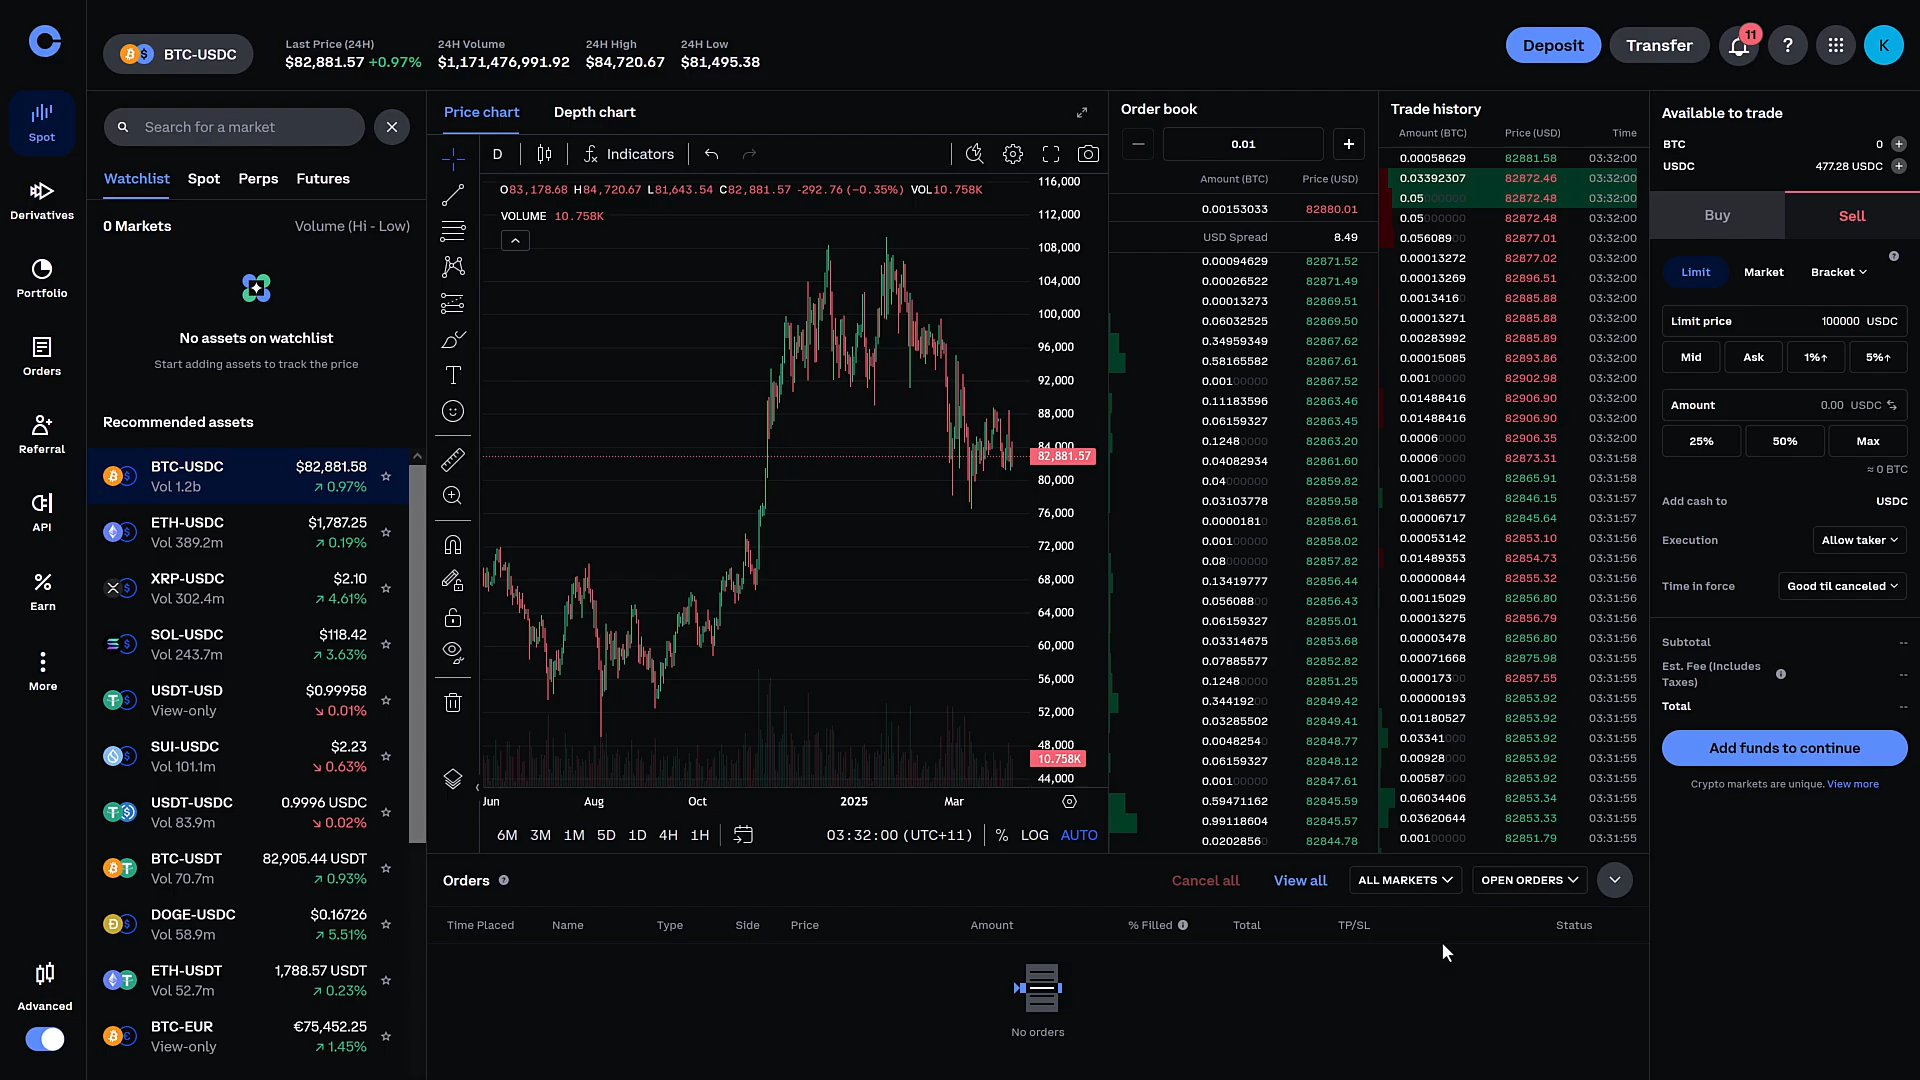 BTC-USDC
Last Price (24H)
$82,881.57 +0.97%
24H Volume
$1,171,476,991.92
24H High
$84,720.67
24H Low
$81,495.38
Deposit
Transfer
11
?
K
Spot
Derivatives
Portfolio
Orders
Referral
API
Earn
More
Advanced
Search for a market
Watchlist Spot Perps Futures
0 Markets Volume (Hi - Low)
No assets on watchlist
Start adding assets to track the price
Recommended assets
BTC-USDC $82,881.58
Vol 1.2b ↗ 0.97%
ETH-USDC $1,787.25
Vol 389.2m ↗ 0.19%
XRP-USDC $2.10
Vol 302.4m ↗ 4.61%
SOL-USDC $118.42
Vol 243.7m ↗ 3.63%
USDT-USD $0.99958
View-only ↘ 0.01%
SUI-USDC $2.23
Vol 101.1m ↘ 0.63%
USDT-USDC 0.9996 USDC
Vol 83.9m ↘ 0.02%
BTC-USDT 82,905.44 USDT
Vol 70.7m ↗ 0.93%
DOGE-USDC $0.16726
Vol 58.9m ↗ 5.51%
ETH-USDT 1,788.57 USDT
Vol 52.7m ↗ 0.23%
BTC-EUR €75,452.25
View-only ↗ 1.45%
Price chart Depth chart
D Indicators
O83,178.68 H84,720.67 L81,643.54 C82,881.57 -292.76 (-0.35%) VOL10.758K
VOLUME 10.758K
116,000
112,000
108,000
104,000
100,000
96,000
92,000
88,000
84,000
82,881.57
80,000
76,000
72,000
68,000
64,000
60,000
56,000
52,000
48,000
10.758K
44,000
Jun Aug Oct 2025 Mar
6M 3M 1M 5D 1D 4H 1H 03:32:00 (UTC+11) % LOG AUTO
Order book
0.01
Amount (BTC) Price (USD)
0.00153033 82880.01
USD Spread 8.49
0.00094629 82871.52
0.00026522 82871.49
0.00013273 82869.51
0.06032525 82869.50
0.34959349 82867.62
0.58165582 82867.61
0.00100000 82867.52
0.11183596 82863.46
0.06159327 82863.45
0.12480000 82863.20
0.04082934 82861.60
0.04000000 82859.82
0.03103778 82859.58
0.00001810 82858.61
0.00100000 82858.02
0.08000000 82857.82
0.13419777 82856.44
0.05608800 82856.43
0.06159327 82855.01
0.03314675 82853.68
0.07885577 82852.82
0.12480000 82851.25
0.34419200 82849.42
0.03285502 82849.41
0.00482540 82848.77
0.06159327 82848.12
0.00100000 82847.61
0.59471162 82845.59
0.99118604 82845.57
0.02028560 82844.78
Trade history
Amount (BTC) Price (USD) Time
0.00058629 82881.58 03:32:00
0.03392307 82872.46 03:32:00
0.05000000 82872.48 03:32:00
0.05000000 82872.48 03:32:00
0.05608900 82877.01 03:32:00
0.00013272 82877.02 03:32:00
0.00013269 82896.51 03:32:00
0.00134160 82885.88 03:32:00
0.00013271 82885.88 03:32:00
0.00283992 82885.89 03:32:00
0.00015085 82893.86 03:32:00
0.00100000 82902.98 03:32:00
0.01488416 82906.90 03:32:00
0.01488416 82906.90 03:32:00
0.00060000 82906.35 03:32:00
0.00060000 82873.31 03:31:58
0.00100000 82865.91 03:31:58
0.01386577 82846.15 03:31:57
0.00006717 82845.64 03:31:57
0.00053142 82853.10 03:31:56
0.01489353 82854.73 03:31:56
0.00000844 82855.32 03:31:56
0.00115029 82856.80 03:31:56
0.00013275 82856.79 03:31:56
0.00003478 82856.80 03:31:56
0.00071668 82875.98 03:31:56
0.00017300 82857.55 03:31:55
0.00000193 82853.92 03:31:55
0.01180527 82853.92 03:31:55
0.03341000 82853.92 03:31:55
0.00928000 82853.92 03:31:55
0.00587000 82853.92 03:31:55
0.06034406 82853.34 03:31:55
0.03620644 82853.33 03:31:55
0.00100000 82851.79 03:31:55
Available to trade
BTC 0
USDC 477.28 USDC
Buy Sell
Limit Market Bracket
?
Limit price 100000 USDC
Mid Ask 1%↑ 5%↑
Amount 0.00 USDC
25% 50% Max
≈ 0 BTC
Add cash to USDC
Execution Allow taker
Time in force Good til canceled
Subtotal --
Est. Fee (Includes
Taxes) --
Total --
Add funds to continue
Crypto markets are unique. View more
Orders ? Cancel all View all ALL MARKETS OPEN ORDERS
Time Placed Name Type Side Price Amount % Filled Total TP/SL Status
No orders